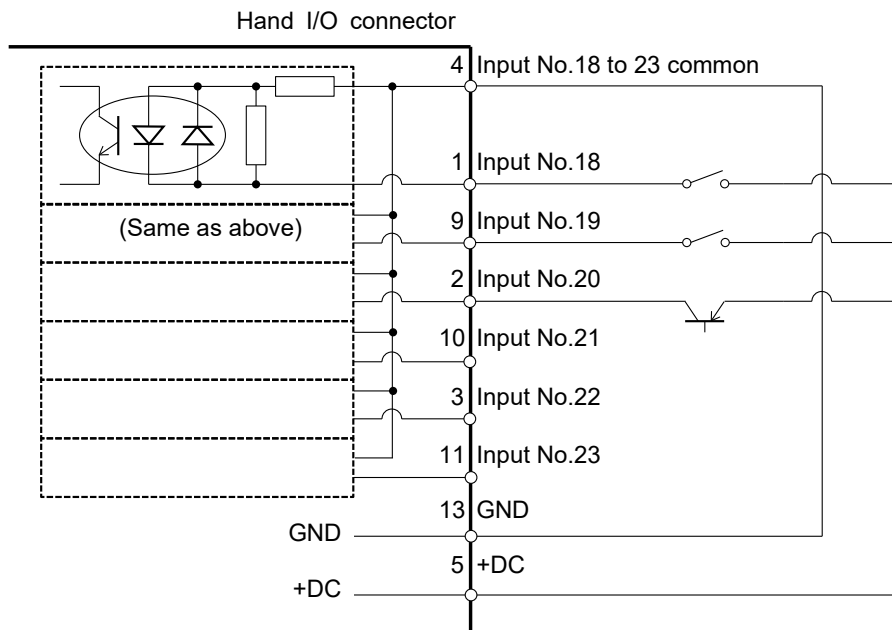 Hand I/O connector
4 Input No.18 to 23 common
1 Input No.18
(Same as above)
9 Input No.19
2 Input No.20
10 Input No.21
3 Input No.22
11 Input No.23
13 GND
GND
5 +DC
+DC